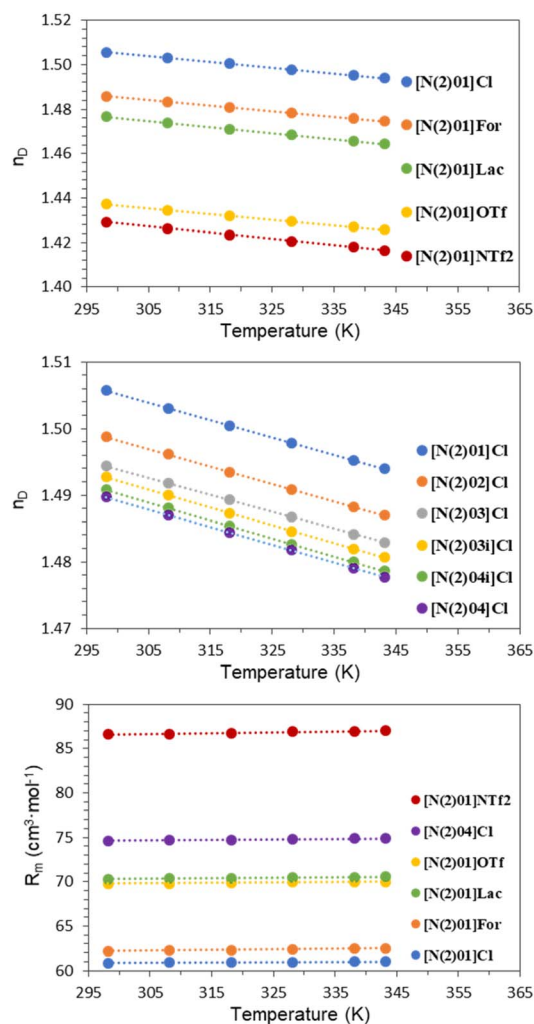 1.52
1.50
1.48
1.46
1.44
1.42
1.40
n_D
[N(2)01]Cl
[N(2)01]For
[N(2)01]Lac
[N(2)01]OTf
[N(2)01]NTf2
295 305 315 325 335 345 355 365
Temperature (K)
1.51
1.50
1.49
1.48
1.47
n_D
[N(2)01]Cl
[N(2)02]Cl
[N(2)03]Cl
[N(2)03i]Cl
[N(2)04i]Cl
[N(2)04]Cl
295 305 315 325 335 345 355 365
Temperature (K)
90
85
80
75
70
65
60
R_m (cm³·mol⁻¹)
[N(2)01]NTf2
[N(2)04]Cl
[N(2)01]OTf
[N(2)01]Lac
[N(2)01]For
[N(2)01]Cl
295 305 315 325 335 345 355 365
Temperature (K)